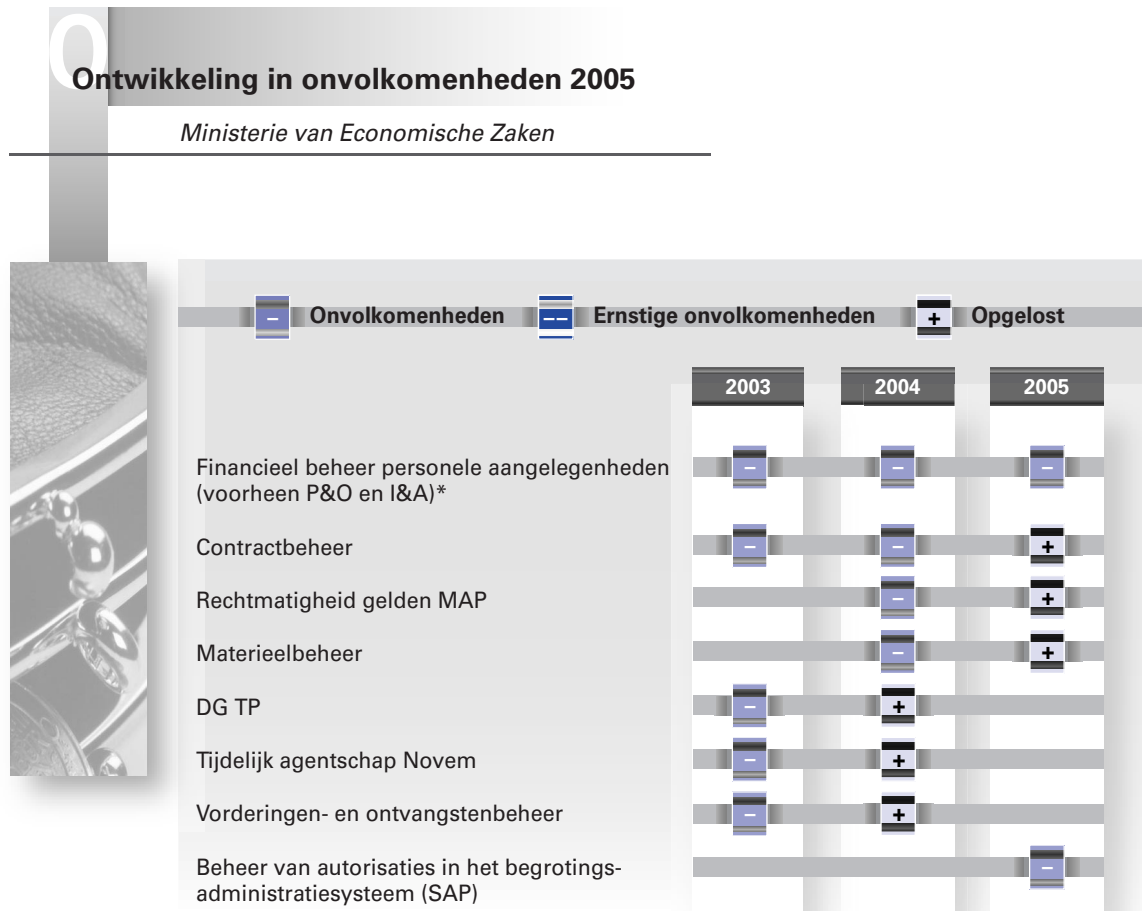 O
Ontwikkeling in onvolkomenheden 2005
Ministerie van Economische Zaken
– Onvolkomenheden –– Ernstige onvolkomenheden + Opgelost
2003 2004 2005
Financieel beheer personele aangelegenheden
(voorheen P&O en I&A)* – – –
Contractbeheer – – +
Rechtmatigheid gelden MAP – +
Materieelbeheer – +
DG TP – +
Tijdelijk agentschap Novem – +
Vorderingen- en ontvangstenbeheer – +
Beheer van autorisaties in het begrotings-
administratiesysteem (SAP) –